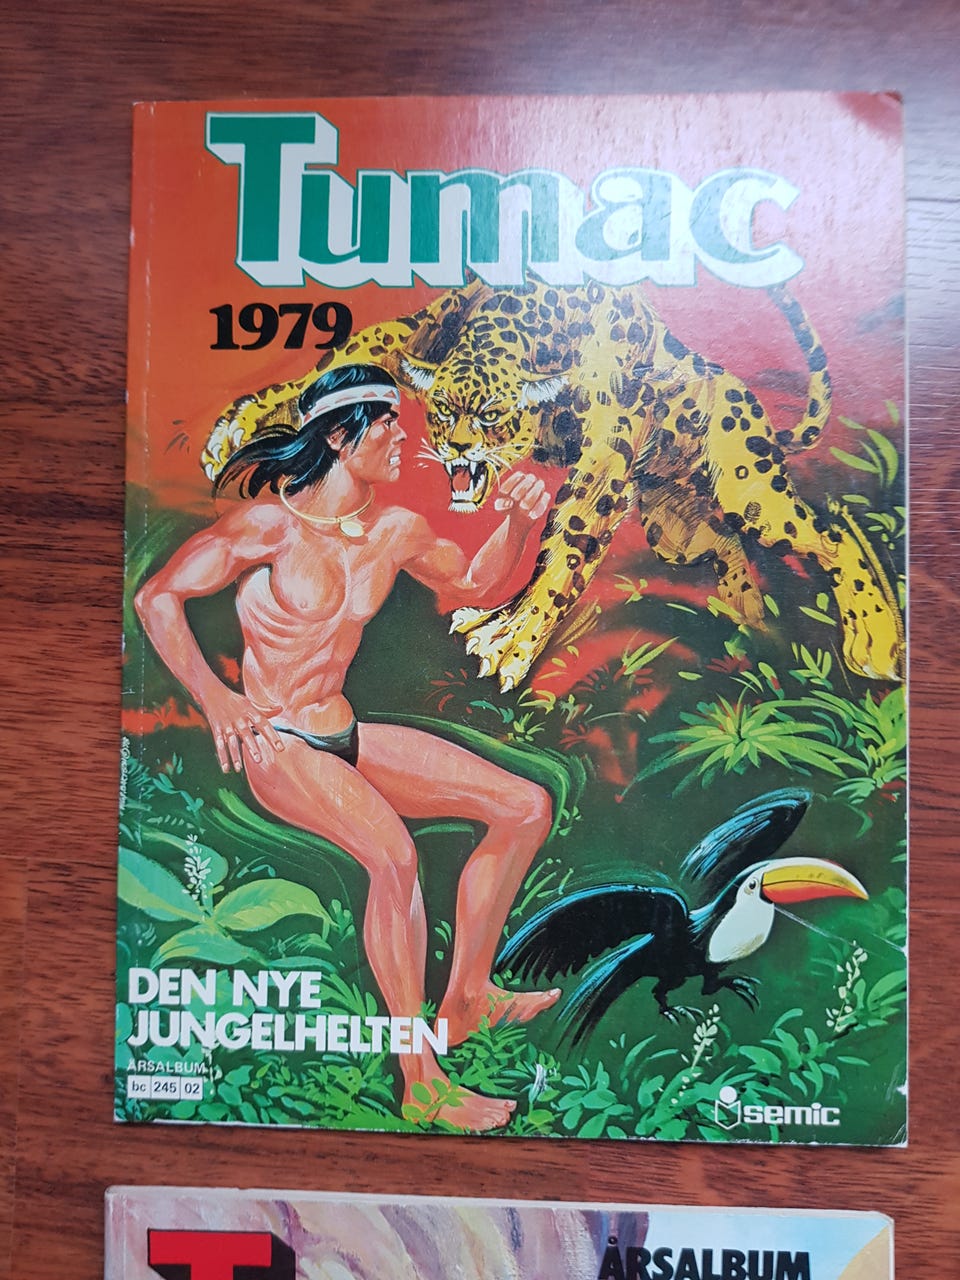 Tumac
1979
DEN NYE
JUNGELHELTEN
ÅRSALBUM
bc 245 02
semic
ÅRSALBUM